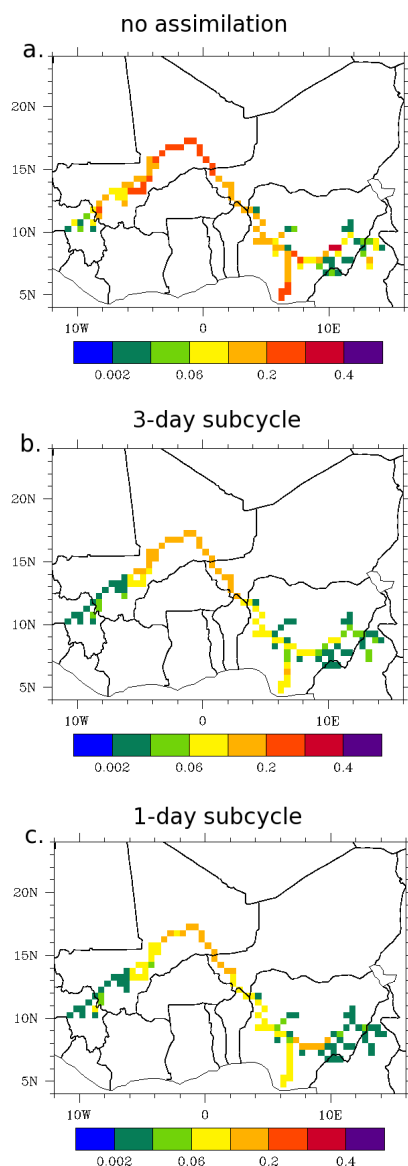 no assimilation
a.
20N
15N
10N
5N
10W 0 10E
0.002 0.06 0.2 0.4
3-day subcycle
b.
20N
15N
10N
5N
10W 0 10E
0.002 0.06 0.2 0.4
1-day subcycle
c.
20N
15N
10N
5N
10W 0 10E
0.002 0.06 0.2 0.4